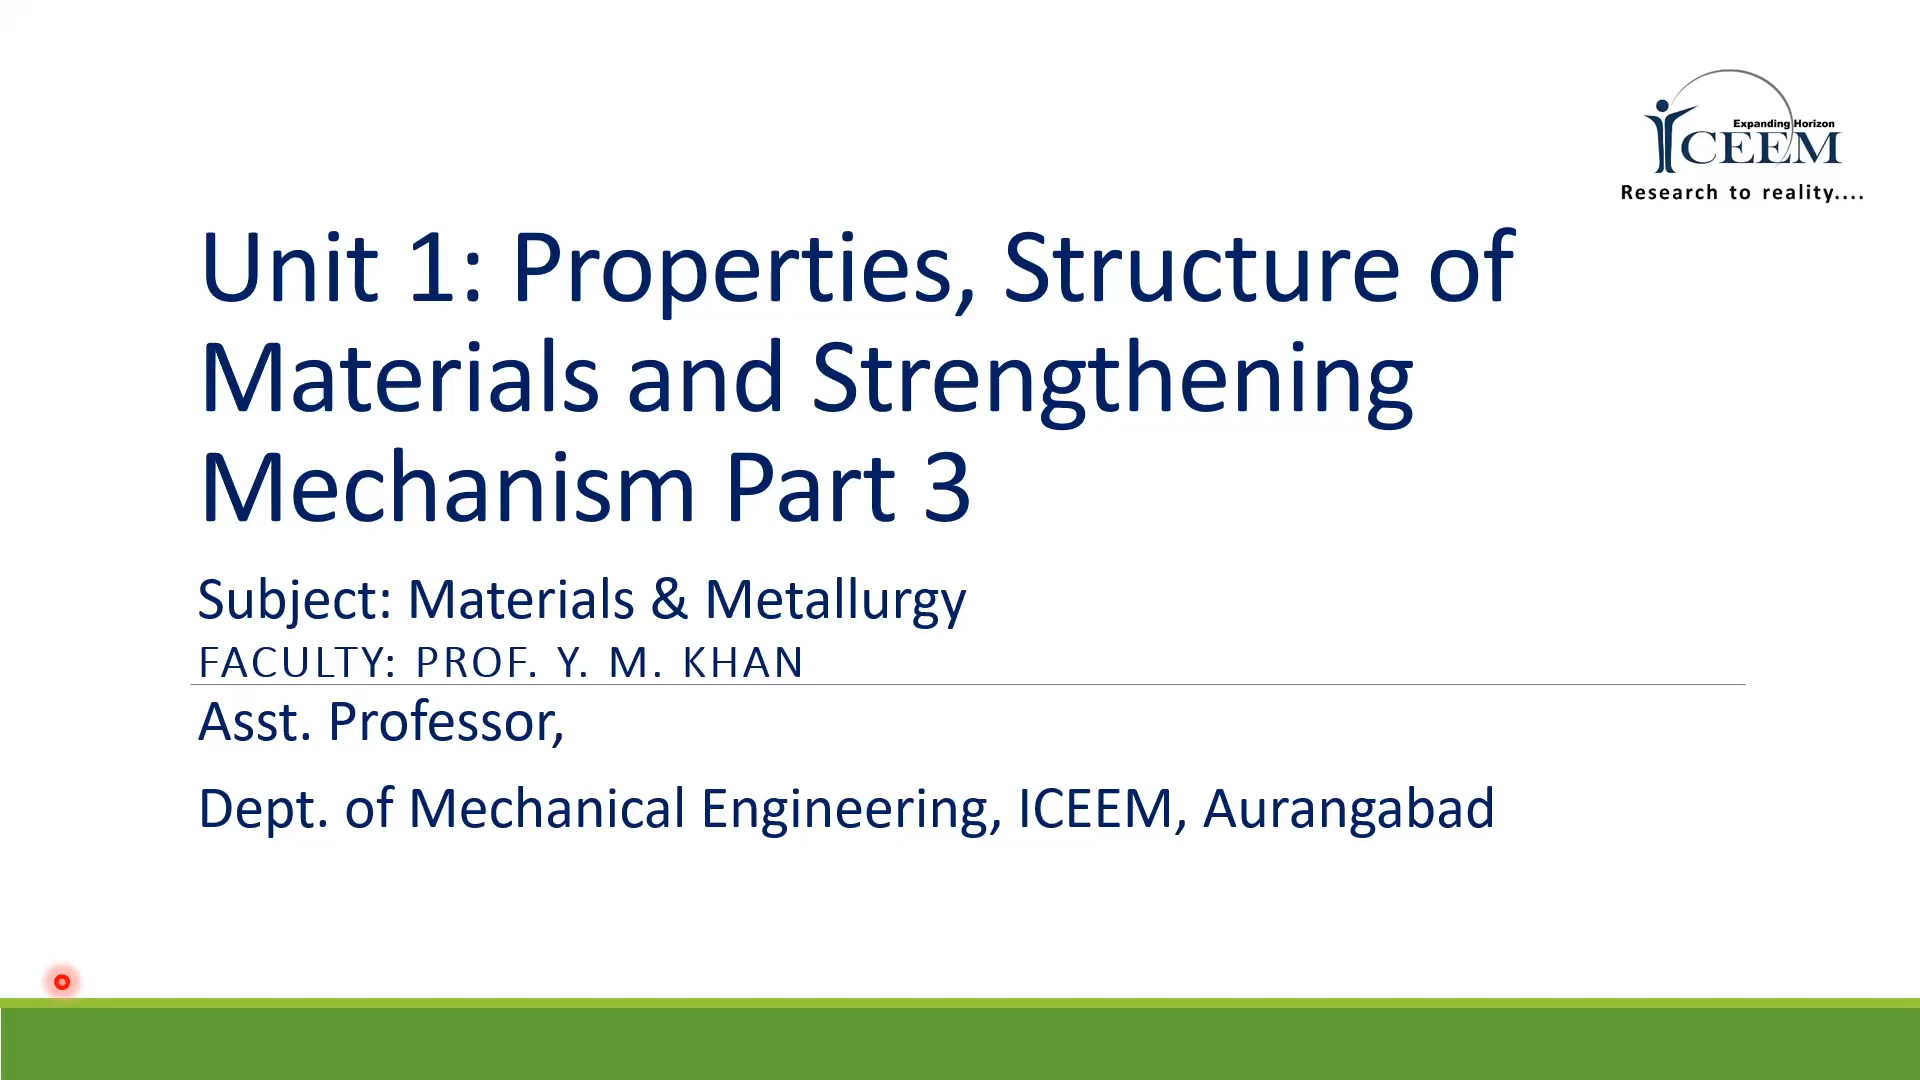 Expanding Horizon
ICEEM
Research to reality....
Unit 1: Properties, Structure of
Materials and Strengthening
Mechanism Part 3
Subject: Materials & Metallurgy
FACULTY: PROF. Y. M. KHAN
Asst. Professor,
Dept. of Mechanical Engineering, ICEEM, Aurangabad